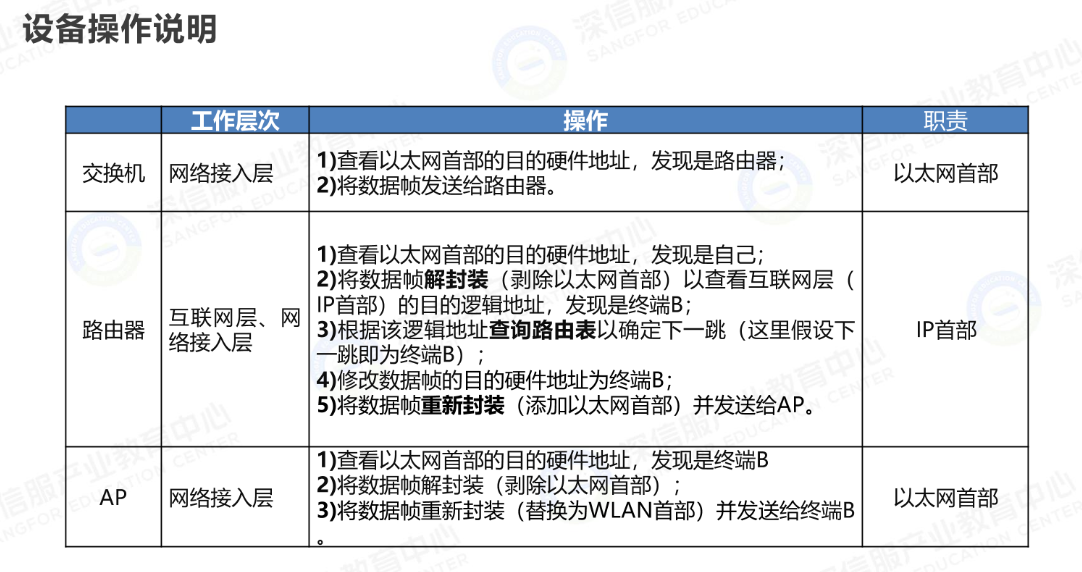 设备操作说明
工作层次 操作 职责
交换机 网络接入层
1)查看以太网首部的目的硬件地址，发现是路由器；
2)将数据帧发送给路由器。
以太网首部
路由器
互联网层、网
络接入层
1)查看以太网首部的目的硬件地址，发现是自己；
2)将数据帧解封装（剥除以太网首部）以查看互联网层（
IP首部）的目的逻辑地址，发现是终端B；
3)根据该逻辑地址查询路由表以确定下一跳（这里假设下
一跳即为终端B）；
4)修改数据帧的目的硬件地址为终端B；
5)将数据帧重新封装（添加以太网首部）并发送给AP。
IP首部
AP 网络接入层
1)查看以太网首部的目的硬件地址，发现是终端B
2)将数据帧解封装（剥除以太网首部）；
3)将数据帧重新封装（替换为WLAN首部）并发送给终端B
。
以太网首部
深信服产业教育中心
SANGFOR EDUCATION CENTER